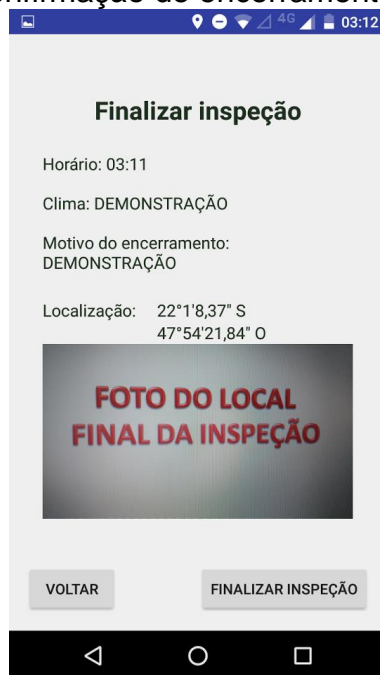 4G 03:12
Finalizar inspeção
Horário: 03:11
Clima: DEMONSTRAÇÃO
Motivo do encerramento:
DEMONSTRAÇÃO
Localização: 22°1'8,37" S
47°54'21,84" O
FOTO DO LOCAL
FINAL DA INSPEÇÃO
VOLTAR FINALIZAR INSPEÇÃO